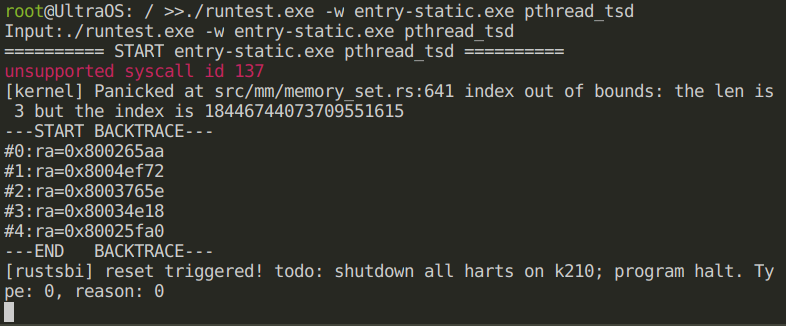 root@UltraOS: / >>./runtest.exe -w entry-static.exe pthread_tsd
Input:./runtest.exe -w entry-static.exe pthread_tsd
========== START entry-static.exe pthread_tsd ==========
unsupported syscall id 137
[kernel] Panicked at src/mm/memory_set.rs:641 index out of bounds: the len is
 3 but the index is 18446744073709551615
---START BACKTRACE---
#0:ra=0x800265aa
#1:ra=0x8004ef72
#2:ra=0x8003765e
#3:ra=0x80034e18
#4:ra=0x80025fa0
---END   BACKTRACE---
[rustsbi] reset triggered! todo: shutdown all harts on k210; program halt. Ty
pe: 0, reason: 0